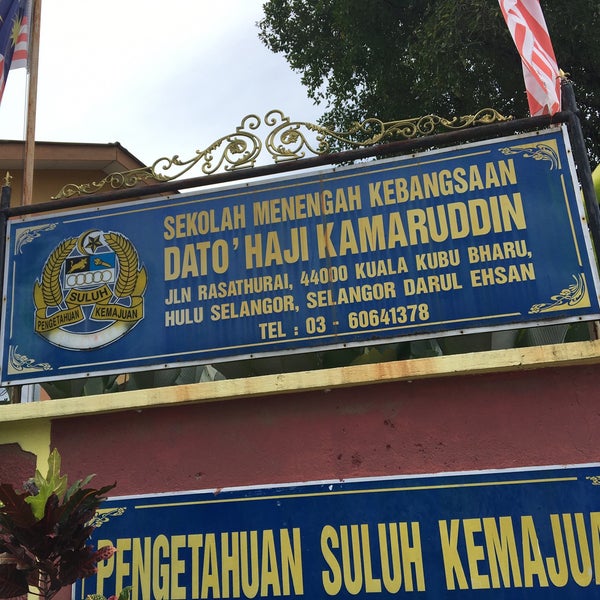 SEKOLAH MENENGAH KEBANGSAAN
DATO' HAJI KAMARUDDIN
JLN RASATHURAI, 44000 KUALA KUBU BHARU,
HULU SELANGOR, SELANGOR DARUL EHSAN
TEL : 03 - 60641378
SULUH
PENGETAHUAN KEMAJUAN
PENGETAHUAN SULUH KEMAJUA